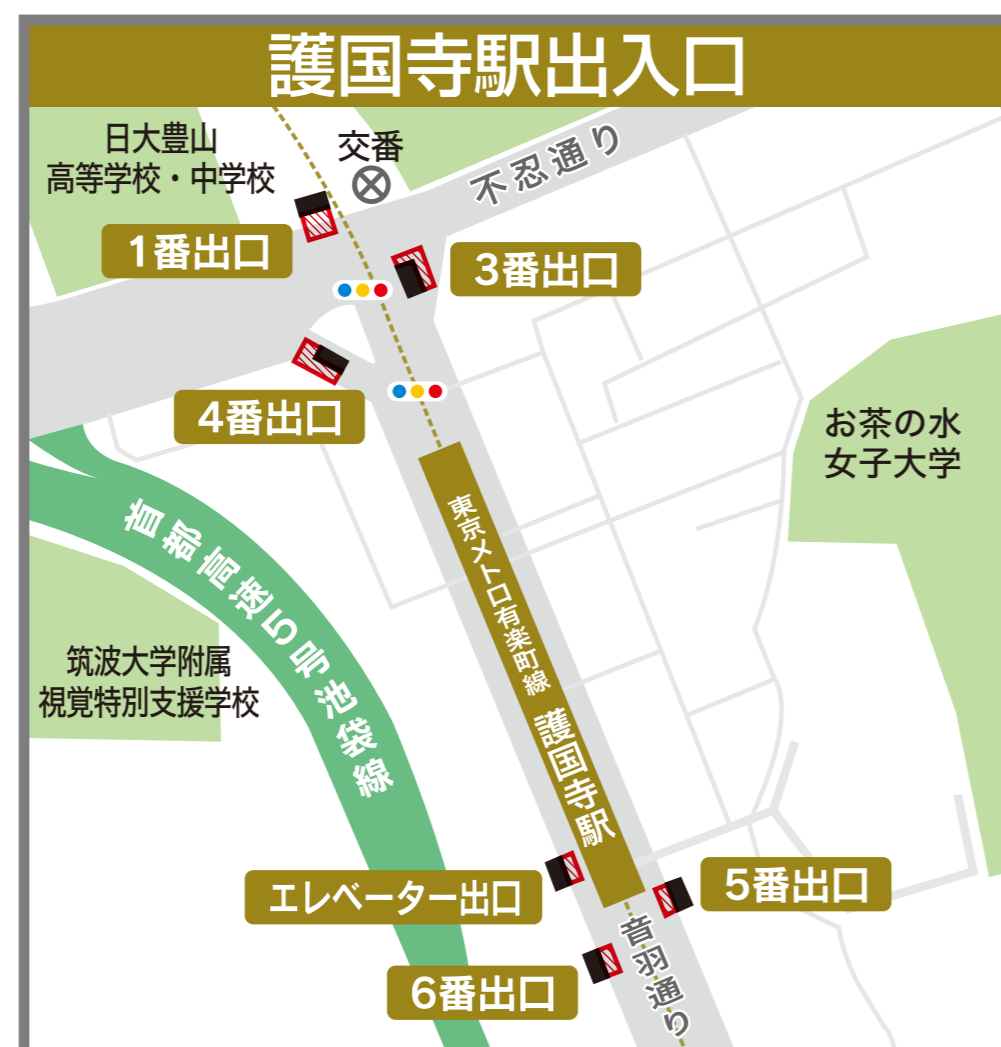 護国寺駅出入口
日大豊山
高等学校・中学校
交番
不忍通り
1番出口
3番出口
4番出口
お茶の水
女子大学
首都高速5号池袋線
東京メトロ有楽町線 護国寺駅
筑波大学附属
視覚特別支援学校
エレベーター出口
5番出口
6番出口
音羽通り